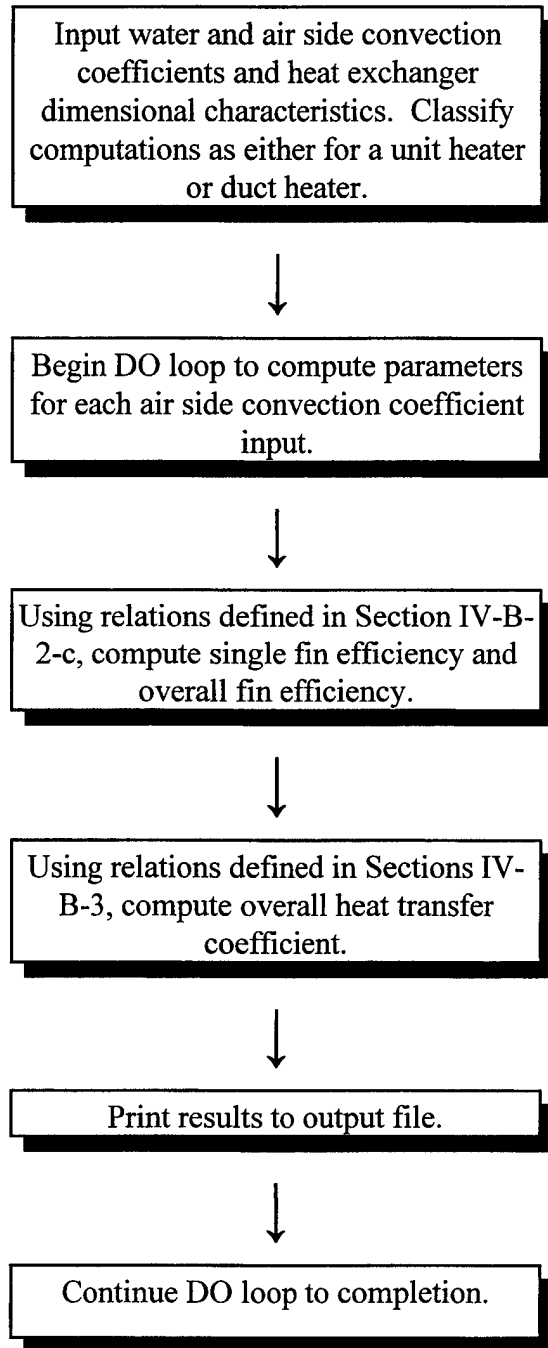 Input water and air side convection
coefficients and heat exchanger
dimensional characteristics. Classify
computations as either for a unit heater
or duct heater.
Begin DO loop to compute parameters
for each air side convection coefficient
input.
Using relations defined in Section IV-B-
2-c, compute single fin efficiency and
overall fin efficiency.
Using relations defined in Sections IV-
B-3, compute overall heat transfer
coefficient.
Print results to output file.
Continue DO loop to completion.